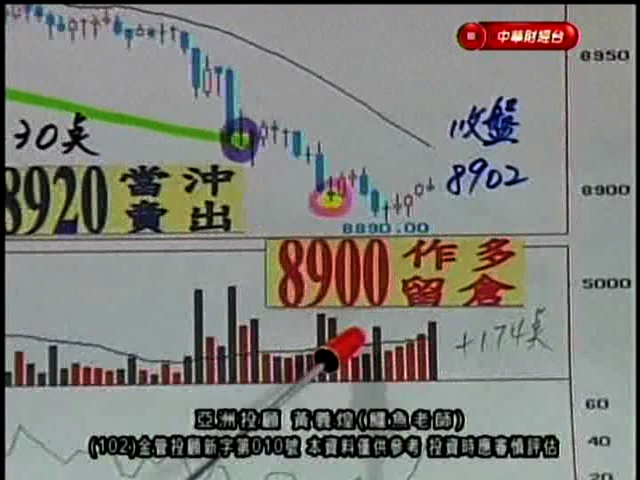 中華財經台
8950
收盤
8902
30点
8920 當沖
賣出
8900
8890.00
8900 作多
留倉
5000
+174点
60
40
20
亞洲投顧 黃義煌(鱷魚老師)
(102)金管投顧新字第010號 本資料僅供參考 投資時應審慎評估